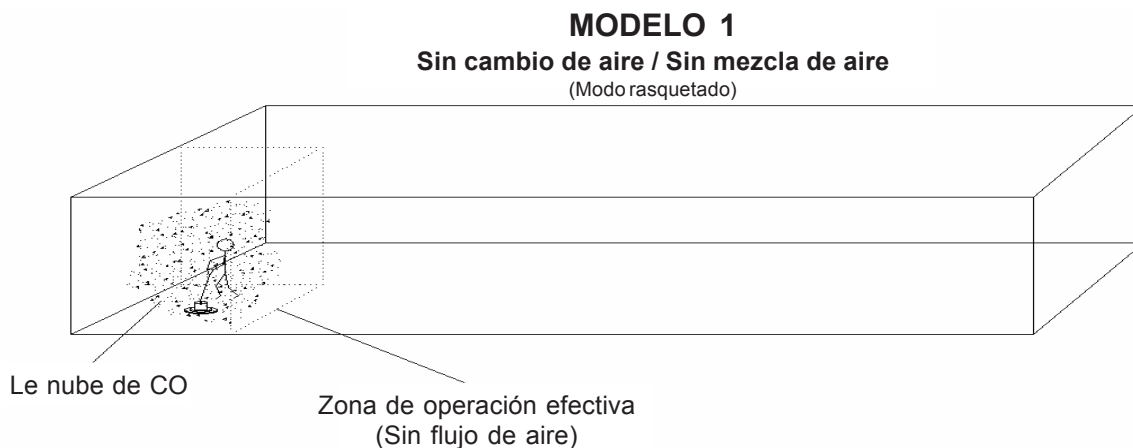 MODELO 1
Sin cambio de aire / Sin mezcla de aire
(Modo rasquetado)
Le nube de CO
Zona de operación efectiva
(Sin flujo de aire)